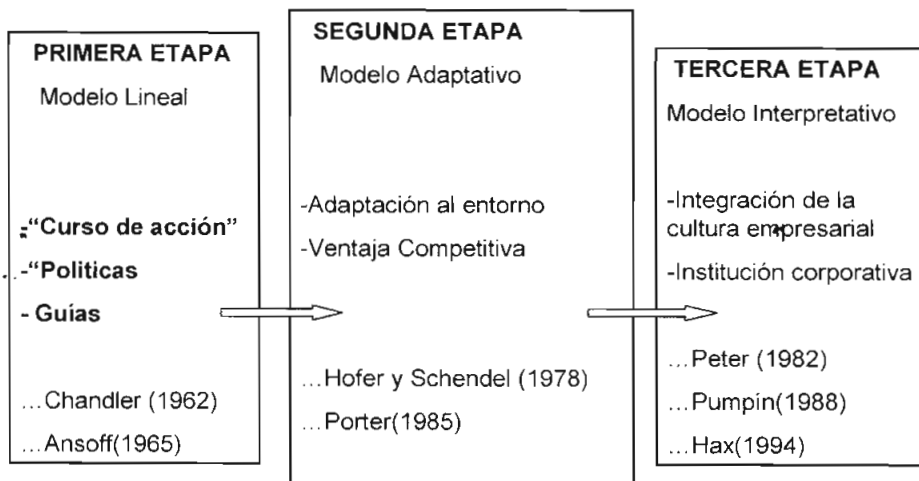 PRIMERA ETAPA
Modelo Lineal
-“Curso de acción”
...-“Politicas
- Guías
...Chandler (1962)
...Ansoff(1965)
SEGUNDA ETAPA
Modelo Adaptativo
-Adaptación al entorno
-Ventaja Competitiva
...Hofer y Schendel (1978)
...Porter(1985)
TERCERA ETAPA
Modelo Interpretativo
-Integración de la
cultura empresarial
-Institución corporativa
...Peter (1982)
...Pumpin(1988)
...Hax(1994)